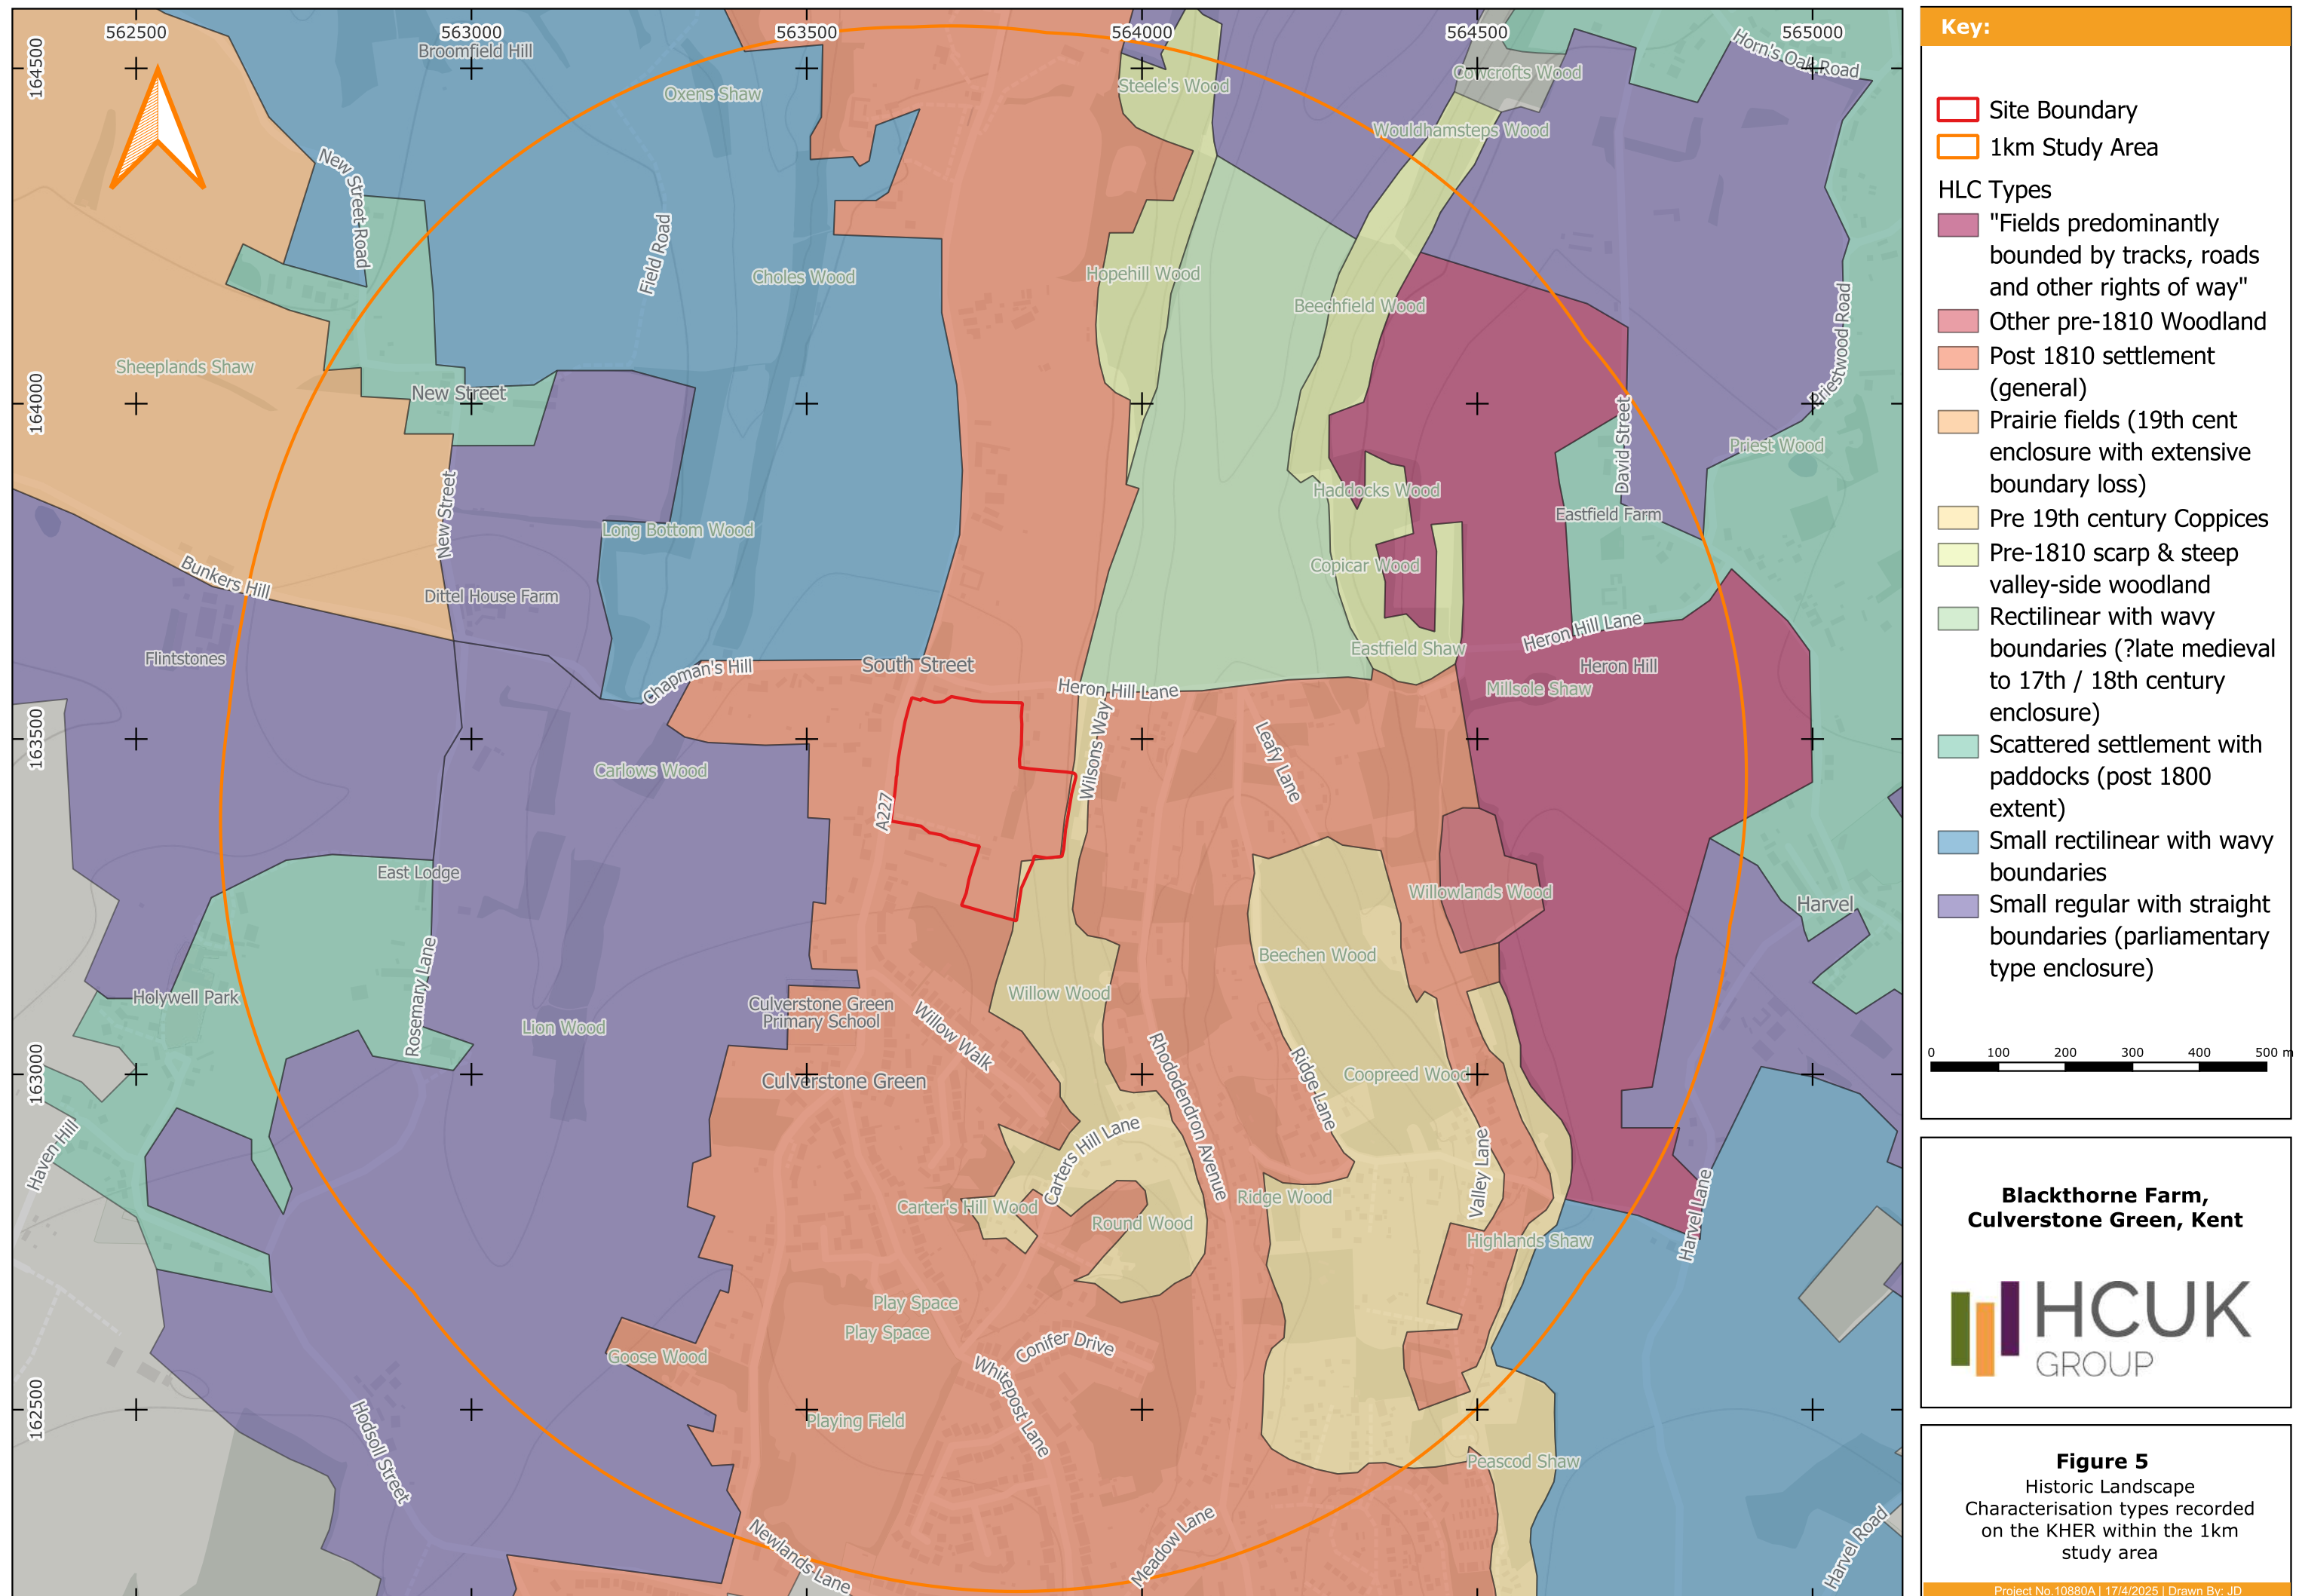 562500
563000
563500
564000
564500
565000
164500
164000
163500
163000
162500
Broomfield Hill
Oxens Shaw
Steele's Wood
Cowcrofts Wood
Horn's Oak Road
Wouldhamsteps Wood
New Street Road
Field Road
Choles Wood
Hopehill Wood
Beechfield Wood
Priestwood Road
Sheeplands Shaw
New Street
David Street
Priest Wood
New Street
Long Bottom Wood
Haddocks Wood
Eastfield Farm
Bunkers Hill
Dittel House Farm
Copicar Wood
Flintstones
Chapman's Hill
South Street
Heron Hill Lane
Eastfield Shaw
Heron Hill Lane
Heron Hill
Millsole Shaw
Wilsons Way
Leafy Lane
Carlows Wood
A227
East Lodge
Willowlands Wood
Harvel
Beechen Wood
Holywell Park
Rosemary Lane
Lion Wood
Culverstone Green
Primary School
Willow Walk
Willow Wood
Culverstone Green
Rhododendron Avenue
Ridge Lane
Coopreed Wood
Haven Hill
Carters Hill Lane
Valley Lane
Carter's Hill Wood
Round Wood
Ridge Wood
Highlands Shaw
Harvel Lane
Play Space
Play Space
Goose Wood
Conifer Drive
Whitepost Lane
Playing Field
Hodsoll Street
Peascod Shaw
Newlands Lane
Meadow Lane
Harvel Road
Key:
Site Boundary
1km Study Area
HLC Types
"Fields predominantly
bounded by tracks, roads
and other rights of way"
Other pre-1810 Woodland
Post 1810 settlement
(general)
Prairie fields (19th cent
enclosure with extensive
boundary loss)
Pre 19th century Coppices
Pre-1810 scarp & steep
valley-side woodland
Rectilinear with wavy
boundaries (?late medieval
to 17th / 18th century
enclosure)
Scattered settlement with
paddocks (post 1800
extent)
Small rectilinear with wavy
boundaries
Small regular with straight
boundaries (parliamentary
type enclosure)
0 100 200 300 400 500 m
Blackthorne Farm,
Culverstone Green, Kent
HCUK
GROUP
Figure 5
Historic Landscape
Characterisation types recorded
on the KHER within the 1km
study area
Project No.10880A | 17/4/2025 | Drawn By: JD